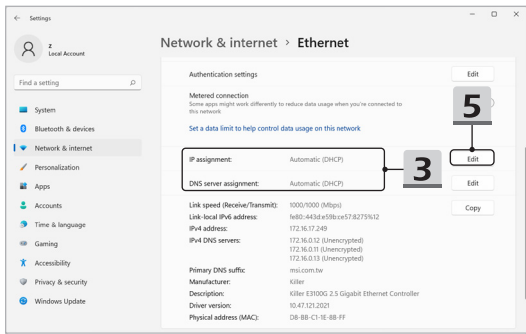 Settings
z
Local Account
Find a setting
System
Bluetooth & devices
Network & internet
Personalization
Apps
Accounts
Time & language
Gaming
Accessibility
Privacy & security
Windows Update
Network & internet > Ethernet
Authentication settings Edit
Metered connection
Some apps might work differently to reduce data usage when you're connected to
this network
5
Set a data limit to help control data usage on this network
IP assignment: Automatic (DHCP) Edit
3
DNS server assignment: Automatic (DHCP) Edit
Link speed (Receive/Transmit): 1000/1000 (Mbps) Copy
Link-local IPv6 address: fe80::443d:e59b:ce57:8275%12
IPv4 address: 172.16.17.249
IPv4 DNS servers: 172.16.0.12 (Unencrypted)
172.16.0.11 (Unencrypted)
172.16.0.13 (Unencrypted)
Primary DNS suffix: msi.com.tw
Manufacturer: Killer
Description: Killer E3100G 2.5 Gigabit Ethernet Controller
Driver version: 10.47.121.2021
Physical address (MAC): D8-BB-C1-1E-8B-FF